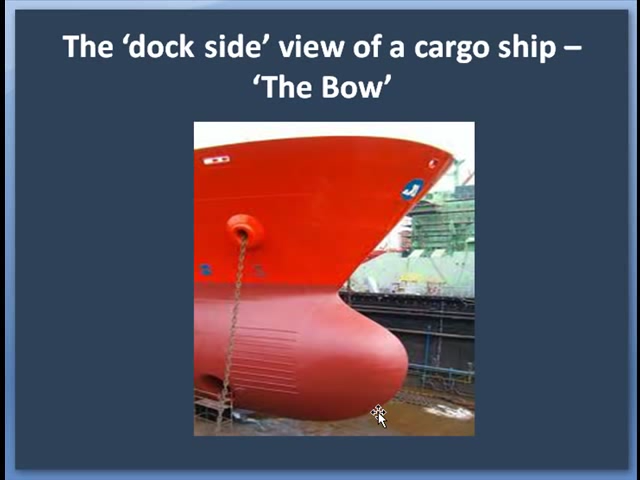 The ‘dock side’ view of a cargo ship –
‘The Bow’